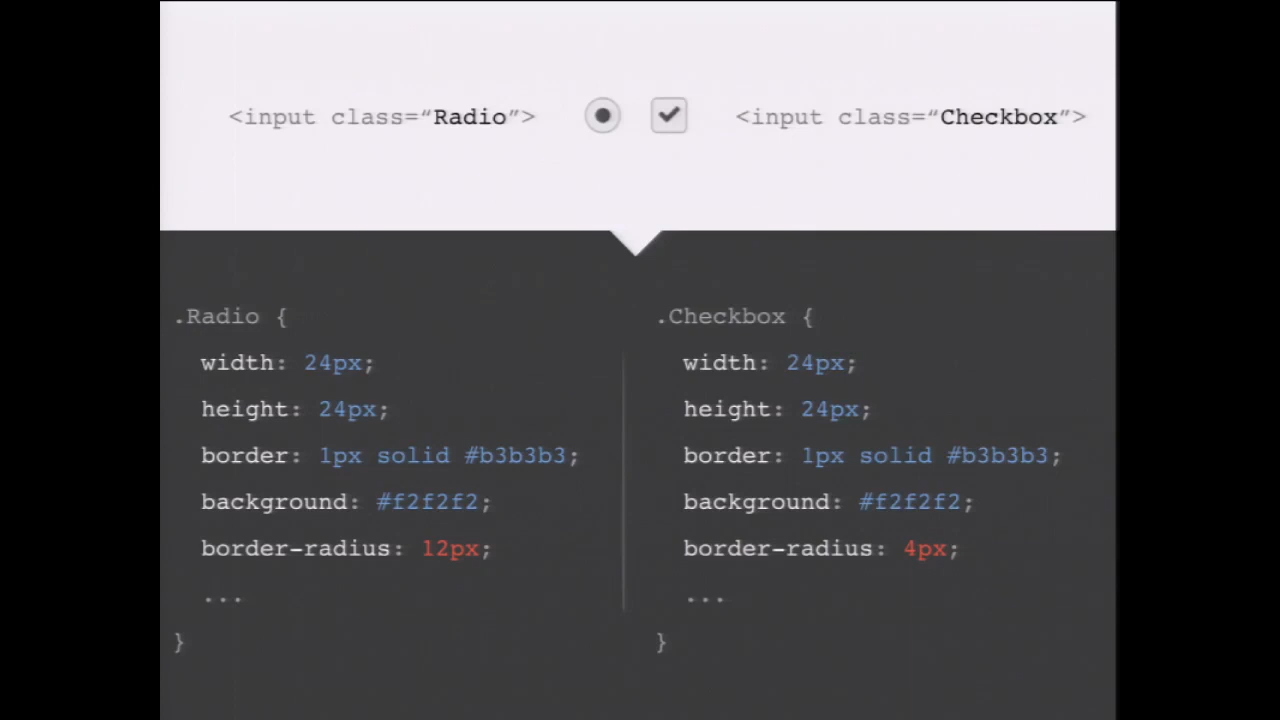 <input class=“Radio”>
<input class=“Checkbox”>
.Radio {
width: 24px;
height: 24px;
border: 1px solid #b3b3b3;
background: #f2f2f2;
border-radius: 12px;
...
}
.Checkbox {
width: 24px;
height: 24px;
border: 1px solid #b3b3b3;
background: #f2f2f2;
border-radius: 4px;
...
}